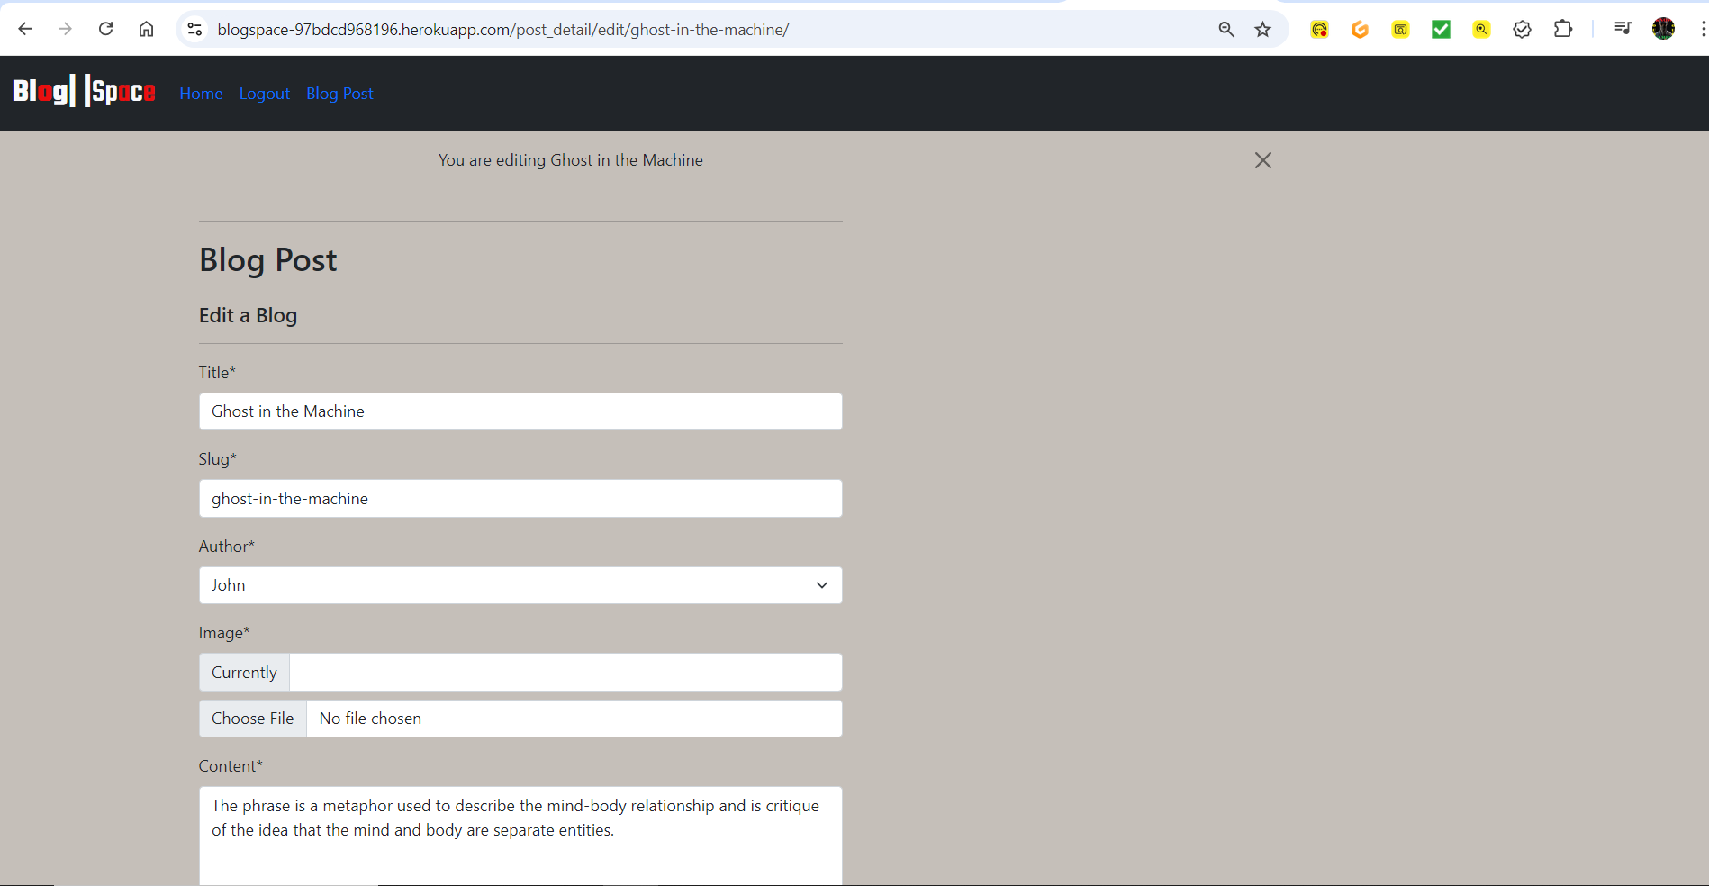 blogspace-97bdcd968196.herokuapp.com/post_detail/edit/ghost-in-the-machine/
Blog| |Space Home Logout Blog Post
You are editing Ghost in the Machine
Blog Post
Edit a Blog
Title*
Ghost in the Machine
Slug*
ghost-in-the-machine
Author*
John
Image*
Currently
Choose File No file chosen
Content*
The phrase is a metaphor used to describe the mind-body relationship and is critique
of the idea that the mind and body are separate entities.